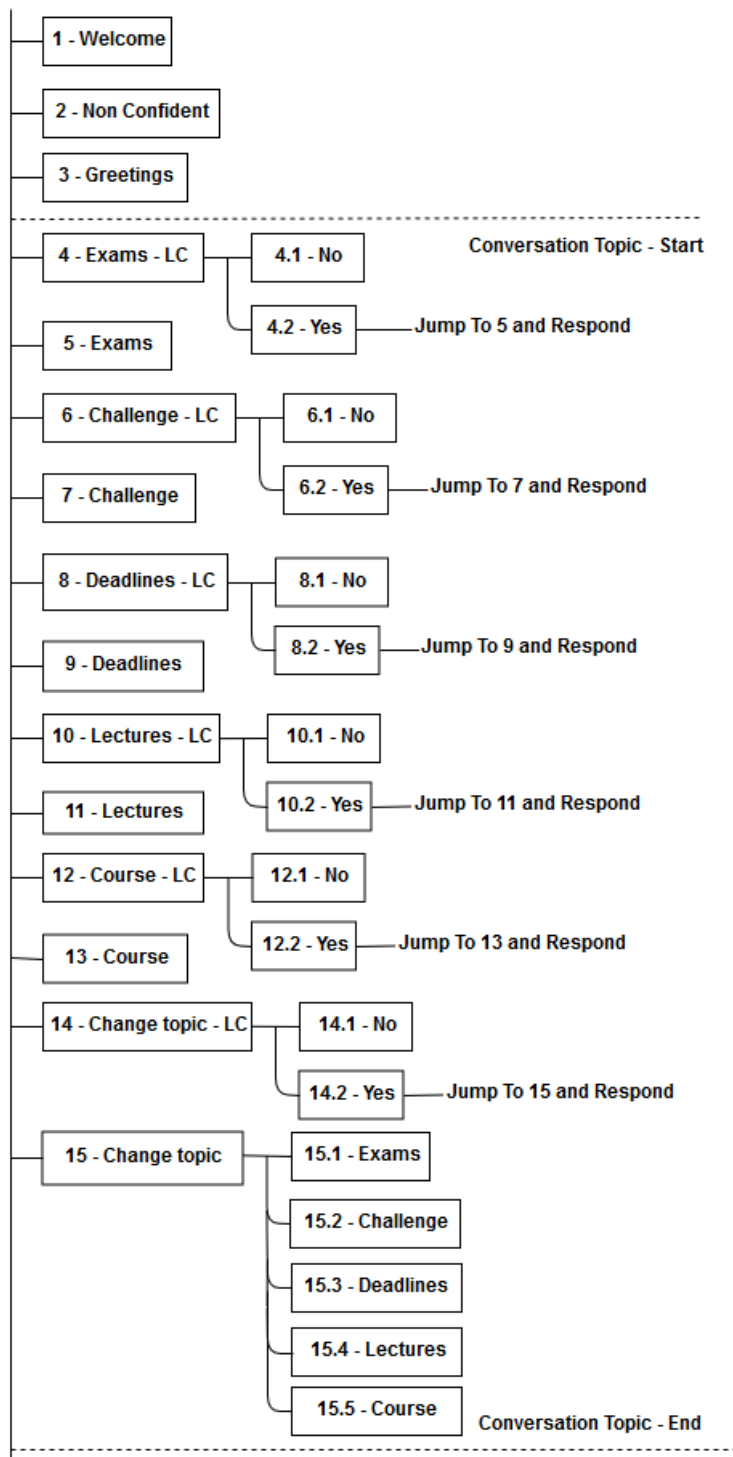 1 - Welcome
2 - Non Confident
3 - Greetings
Conversation Topic - Start
4 - Exams - LC
4.1 - No
4.2 - Yes
Jump To 5 and Respond
5 - Exams
6 - Challenge - LC
6.1 - No
6.2 - Yes
Jump To 7 and Respond
7 - Challenge
8 - Deadlines - LC
8.1 - No
8.2 - Yes
Jump To 9 and Respond
9 - Deadlines
10 - Lectures - LC
10.1 - No
10.2 - Yes
Jump To 11 and Respond
11 - Lectures
12 - Course - LC
12.1 - No
12.2 - Yes
Jump To 13 and Respond
13 - Course
14 - Change topic - LC
14.1 - No
14.2 - Yes
Jump To 15 and Respond
15 - Change topic
15.1 - Exams
15.2 - Challenge
15.3 - Deadlines
15.4 - Lectures
15.5 - Course
Conversation Topic - End